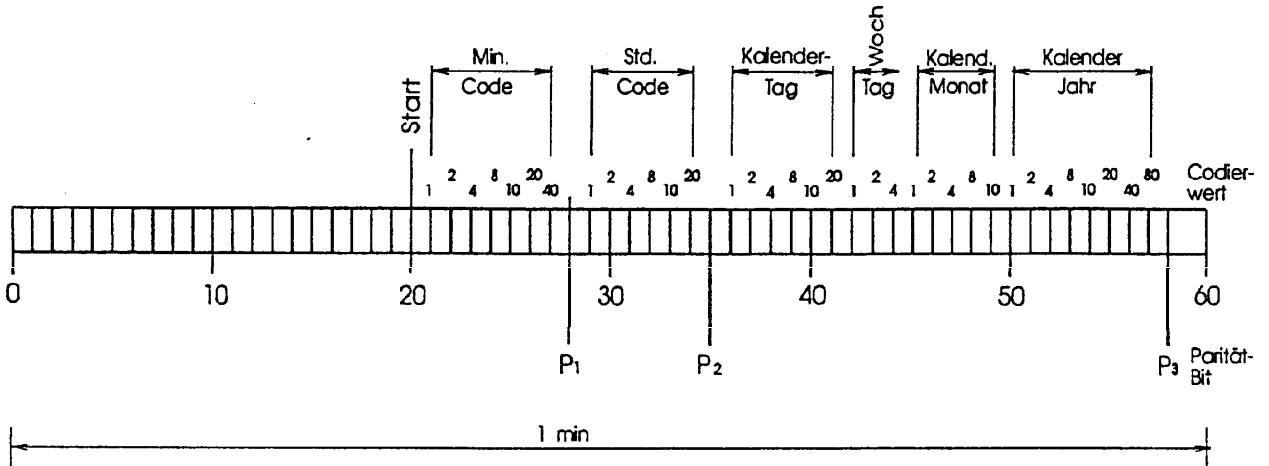 Woch
Min. Std. Kalender- Kalend. Kalender
Code Code Tag Tag Monat Jahr
Start
2 8 20 2 8 20 2 8 20 2 2 8 2 8 20 80 Codier-
1 4 10 40 1 4 10 1 4 10 1 4 1 4 10 1 4 10 40 wert
0 10 20 30 40 50 60
P1 P2 P3 Parität-
Bit
1 min